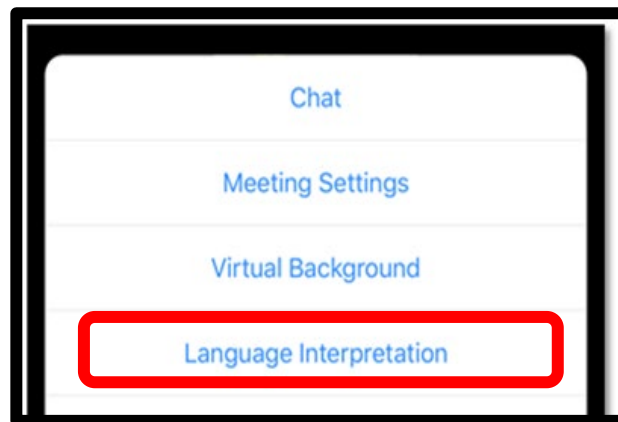 Chat
Meeting Settings
Virtual Background
Language Interpretation